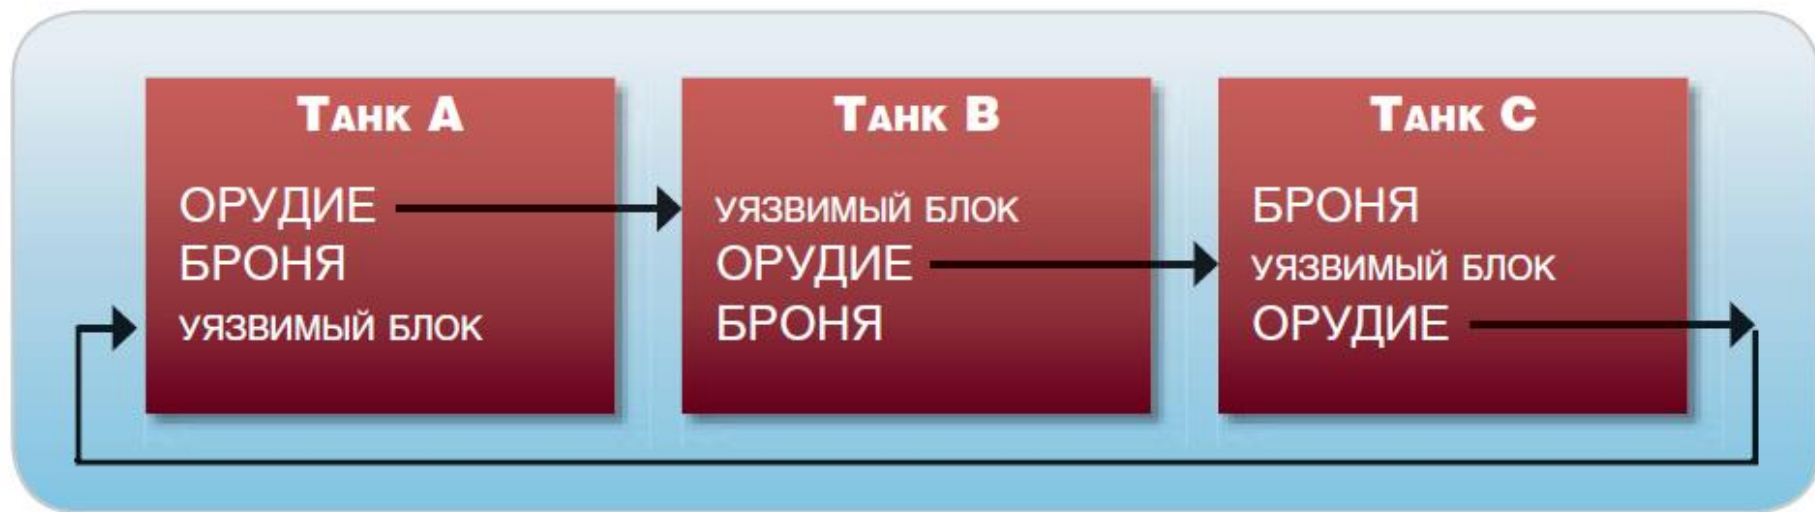 Танк А
ОРУДИЕ
БРОНЯ
уязвимый блок
Танк В
уязвимый блок
ОРУДИЕ
БРОНЯ
Танк С
БРОНЯ
уязвимый блок
ОРУДИЕ